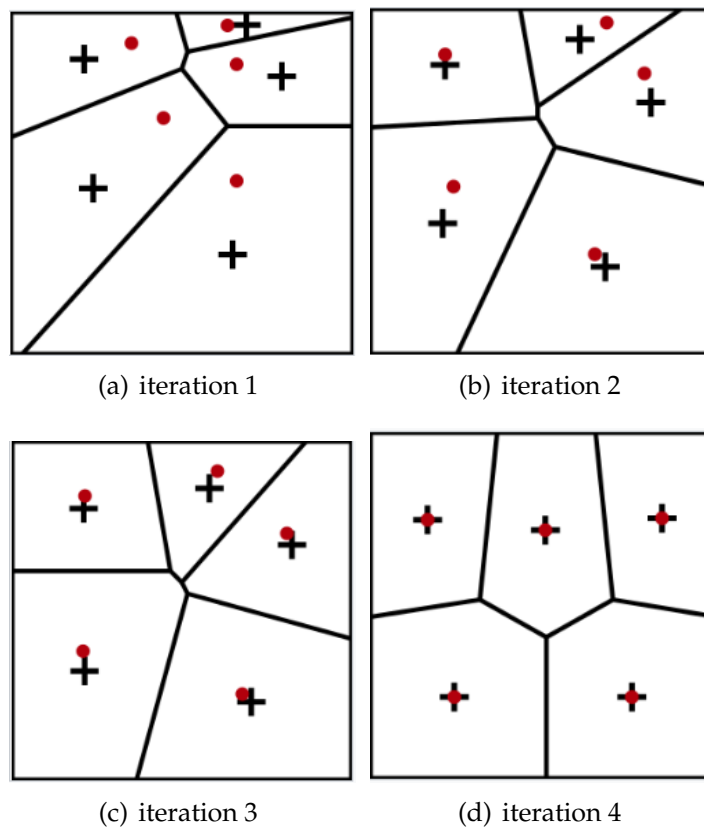 (a) iteration 1
(b) iteration 2
(c) iteration 3
(d) iteration 4